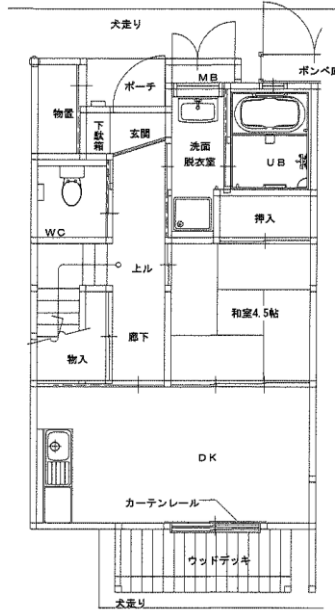 犬走り
ポーチ
MB
ボンベ庫
物置
下駄箱
玄関
洗面
脱衣室
UB
WC
押入
上ル
和室4.5帖
物入
廊下
DK
カーテンレール
ウッドデッキ
犬走り